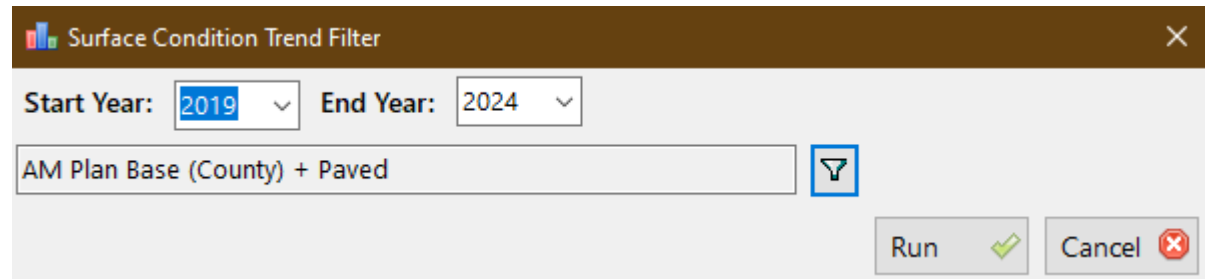 Surface Condition Trend Filter
Start Year: 2019 End Year: 2024
AM Plan Base (County) + Paved
Run Cancel